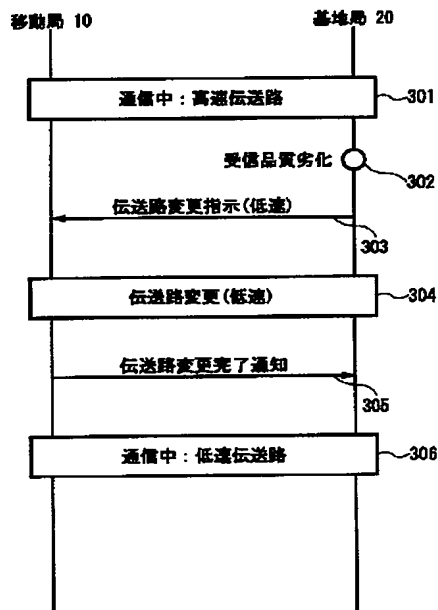 移動局 10 基地局 20
通信中：高速伝送路 301
受信品質劣化 302
伝送路変更指示(低速)
303
伝送路変更(低速) 304
伝送路変更完了通知
305
通信中：低速伝送路 306